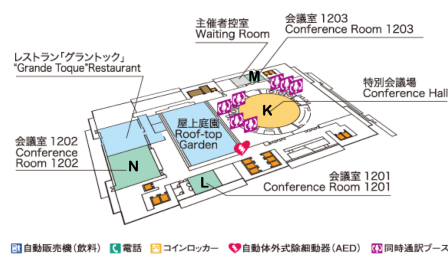 主催者控室
Waiting Room
会議室 1203
Conference Room 1203
レストラン「グラントック」
"Grande Toque"Restaurant
特別会議場
Conference Hall
M
K
屋上庭園
Roof-top
Garden
会議室 1202
Conference
Room 1202
N
L
会議室 1201
Conference Room 1201
自動販売機(飲料) 電話 コインロッカー 自動体外式除細動器(AED) 同時通訳ブース